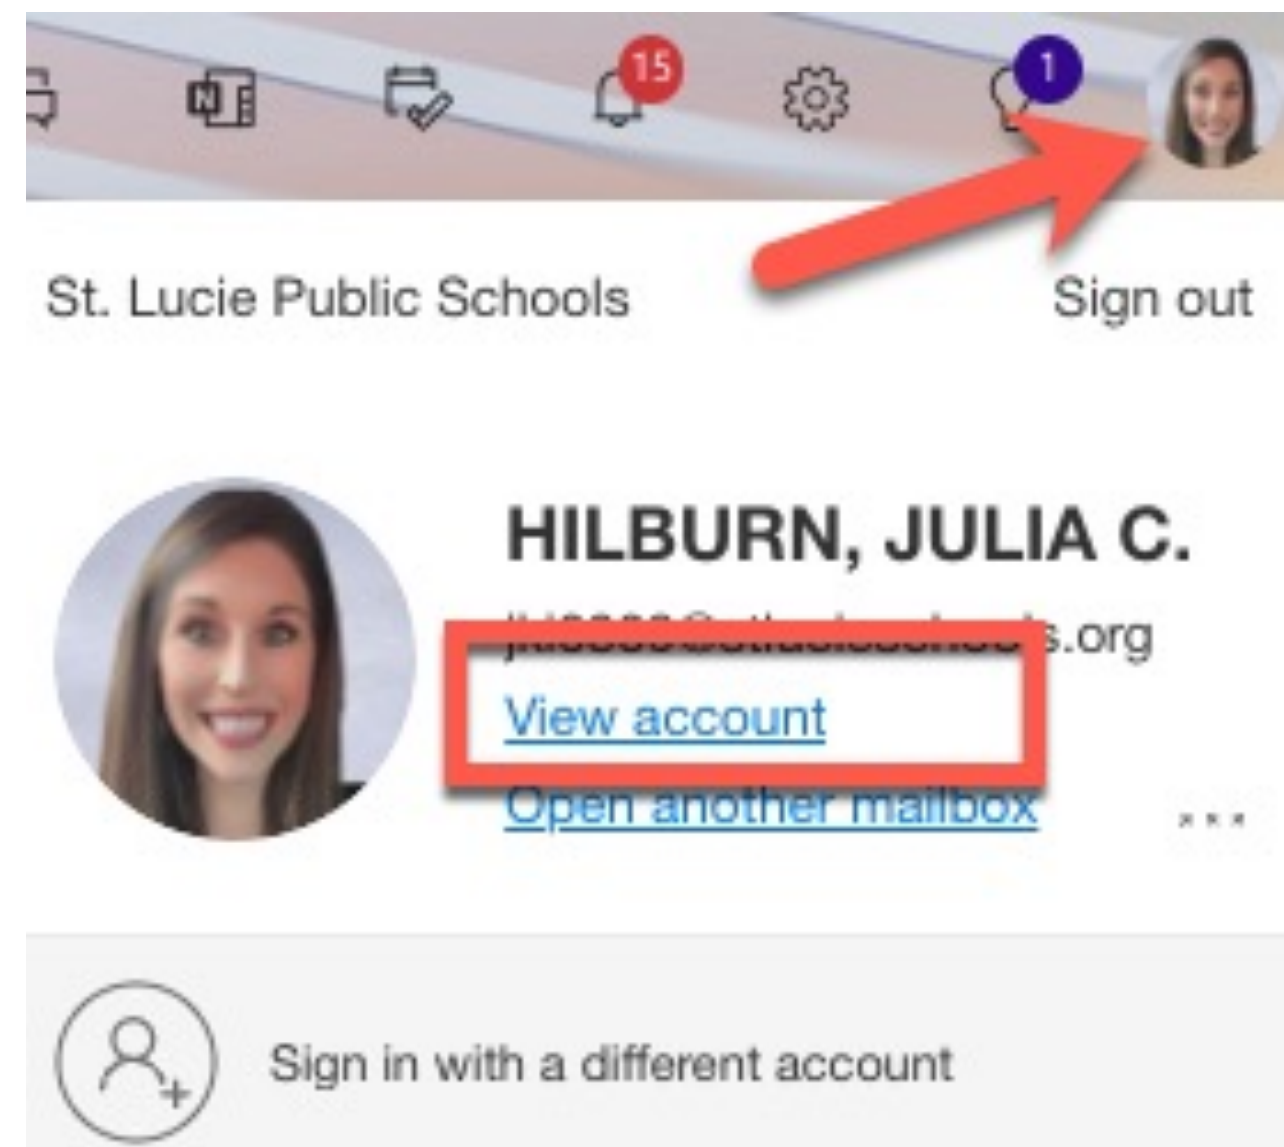 15
1
N
St. Lucie Public Schools
Sign out
HILBURN, JULIA C.
s.org
View account
Open another mailbox
Sign in with a different account